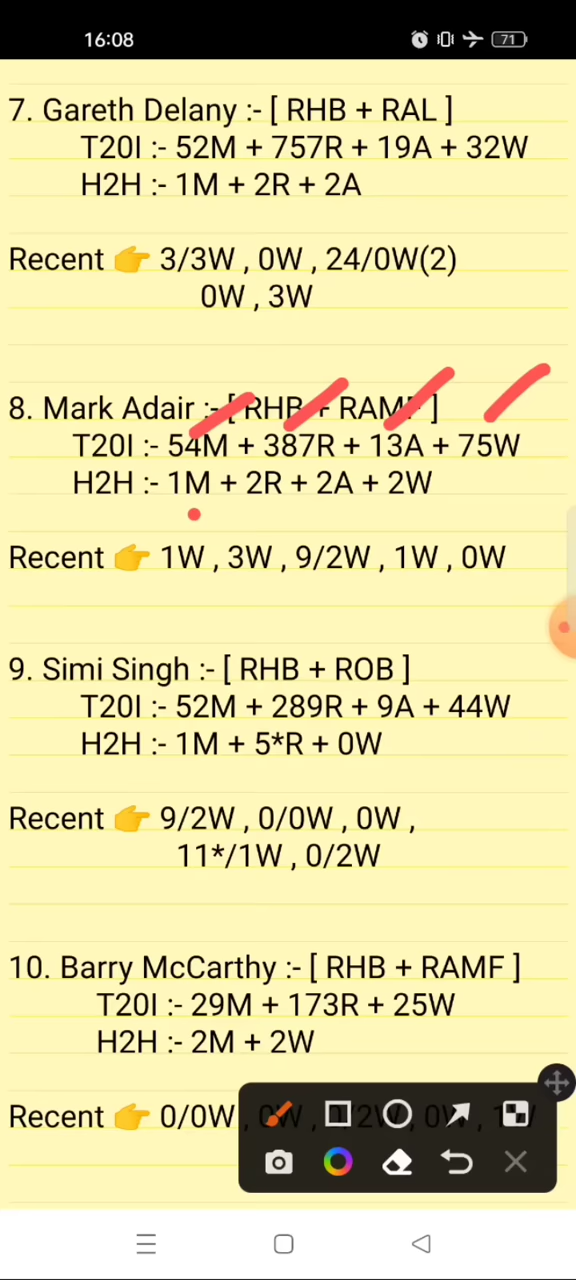 16:08
71
7. Gareth Delany :- [ RHB + RAL ]
T20I :- 52M + 757R + 19A + 32W
H2H :- 1M + 2R + 2A
Recent 👉 3/3W , 0W , 24/0W(2)
0W , 3W
8. Mark Adair :- [ RHB + RAMF ]
T20I :- 54M + 387R + 13A + 75W
H2H :- 1M + 2R + 2A + 2W
Recent 👉 1W , 3W , 9/2W , 1W , 0W
9. Simi Singh :- [ RHB + ROB ]
T20I :- 52M + 289R + 9A + 44W
H2H :- 1M + 5*R + 0W
Recent 👉 9/2W , 0/0W , 0W ,
11*/1W , 0/2W
10. Barry McCarthy :- [ RHB + RAMF ]
T20I :- 29M + 173R + 25W
H2H :- 2M + 2W
Recent 👉 0/0W